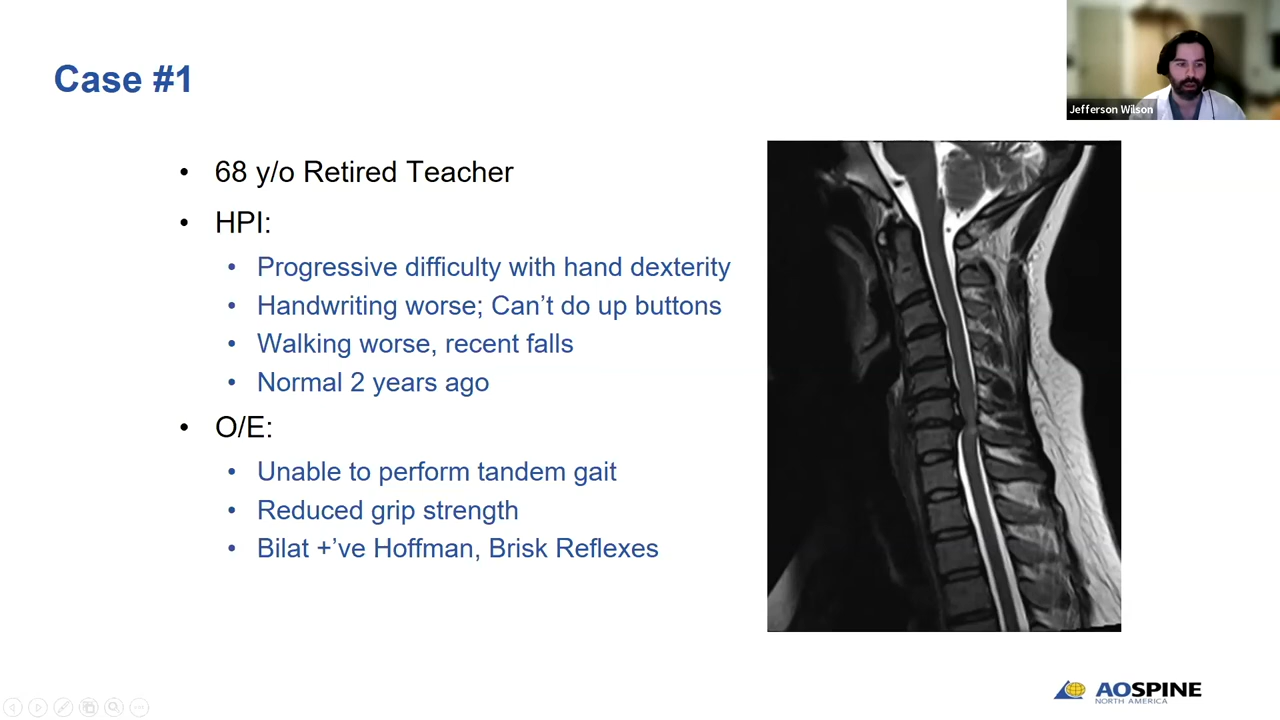 Case #1
Jefferson Wilson
• 68 y/o Retired Teacher
• HPI:
• Progressive difficulty with hand dexterity
• Handwriting worse; Can't do up buttons
• Walking worse, recent falls
• Normal 2 years ago
• O/E:
• Unable to perform tandem gait
• Reduced grip strength
• Bilat +'ve Hoffman, Brisk Reflexes
AOSPINE
NORTH AMERICA